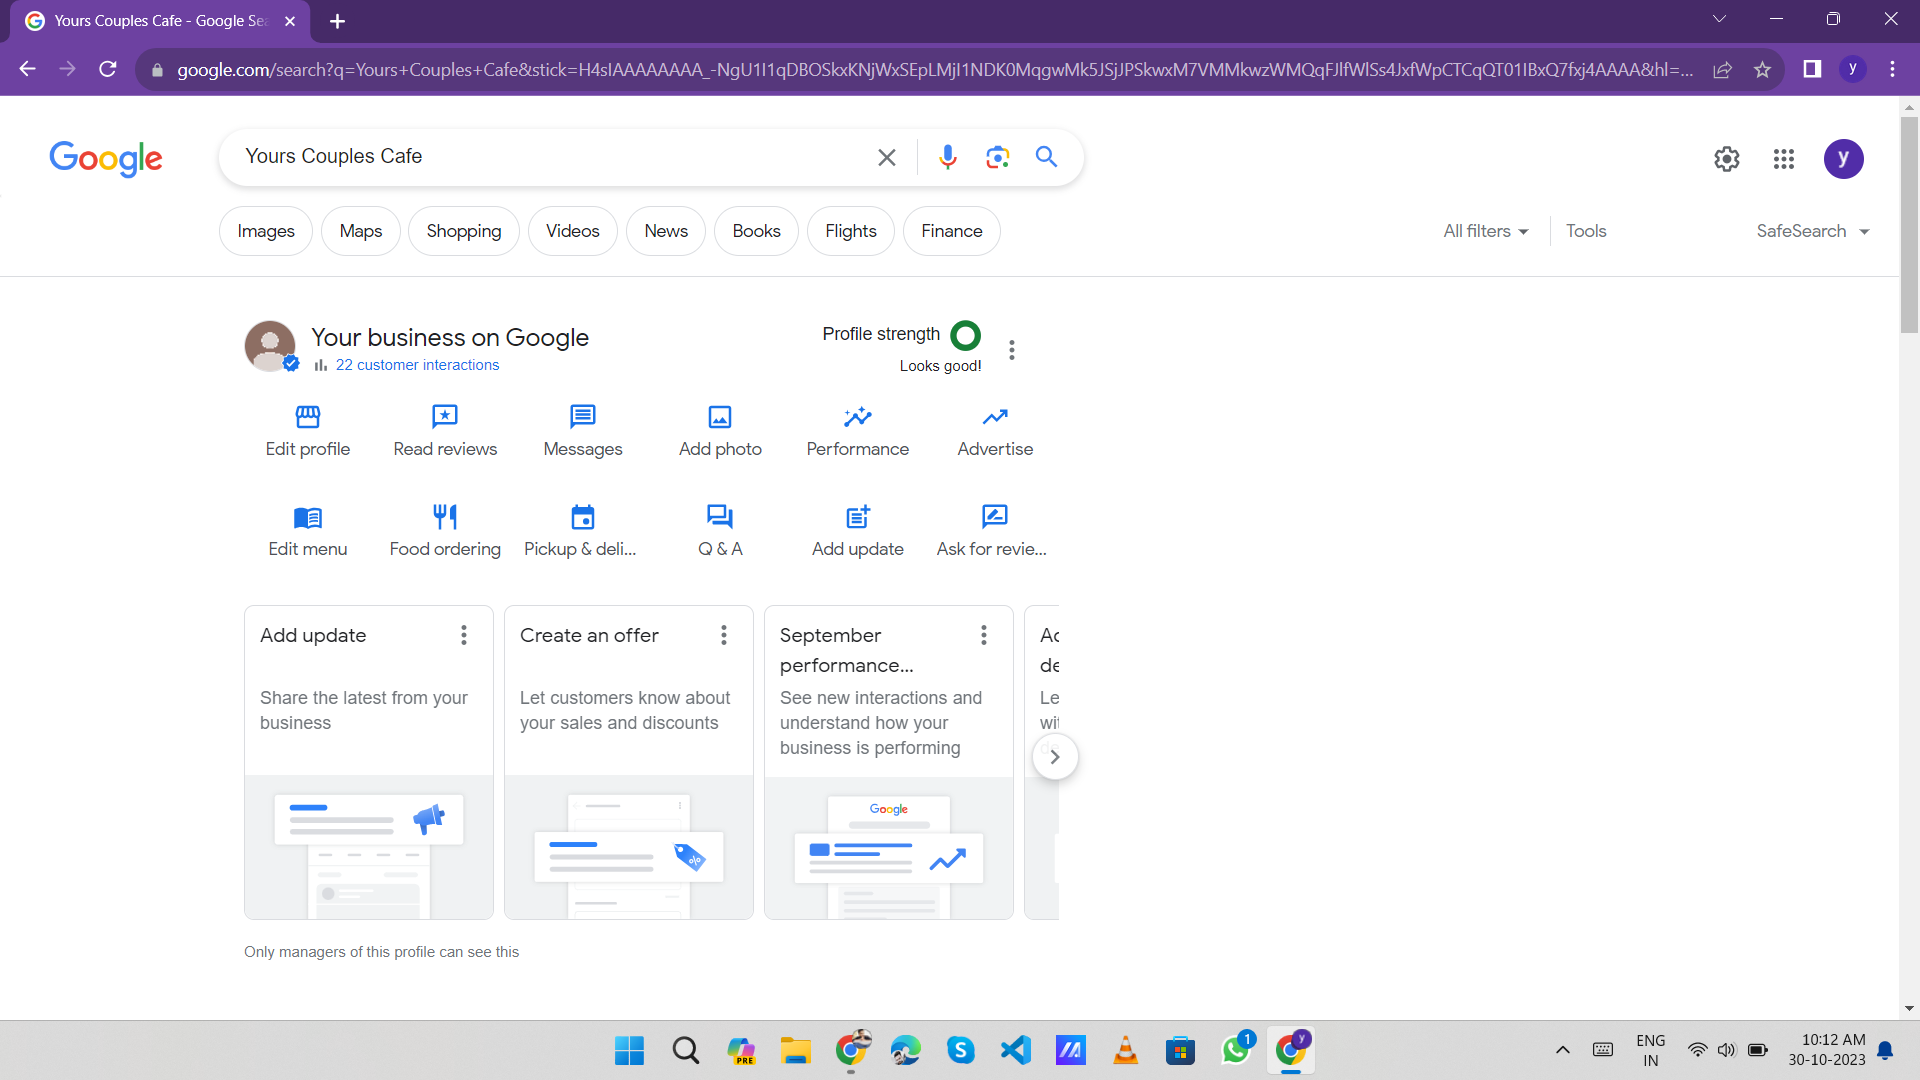 Yours Couples Cafe - Google Sea
google.com/search?q=Yours+Couples+Cafe&stick=H4sIAAAAAAAA_-NgU1I1qDBOSkxKNjWxSEpLMjI1NDK0MqgwMk5JSjJPSkwxM7VMMkwzWMQqFJlfWlSs4JxfWpCTCqQT01IBxQ7fxj4AAAA&hl=...
y
Google
Yours Couples Cafe
y
Images
Maps
Shopping
Videos
News
Books
Flights
Finance
All filters
Tools
SafeSearch
Your business on Google
22 customer interactions
Profile strength
Looks good!
Edit profile
Read reviews
Messages
Add photo
Performance
Advertise
Edit menu
Food ordering
Pickup & deli...
Q & A
Add update
Ask for revie...
Add update
Share the latest from your
business
Create an offer
Let customers know about
your sales and discounts
%
September
performance...
See new interactions and
understand how your
business is performing
Google
Ac
de
Le
wit
Only managers of this profile can see this
PRE
S
1
y
ENG
IN
10:12 AM
30-10-2023